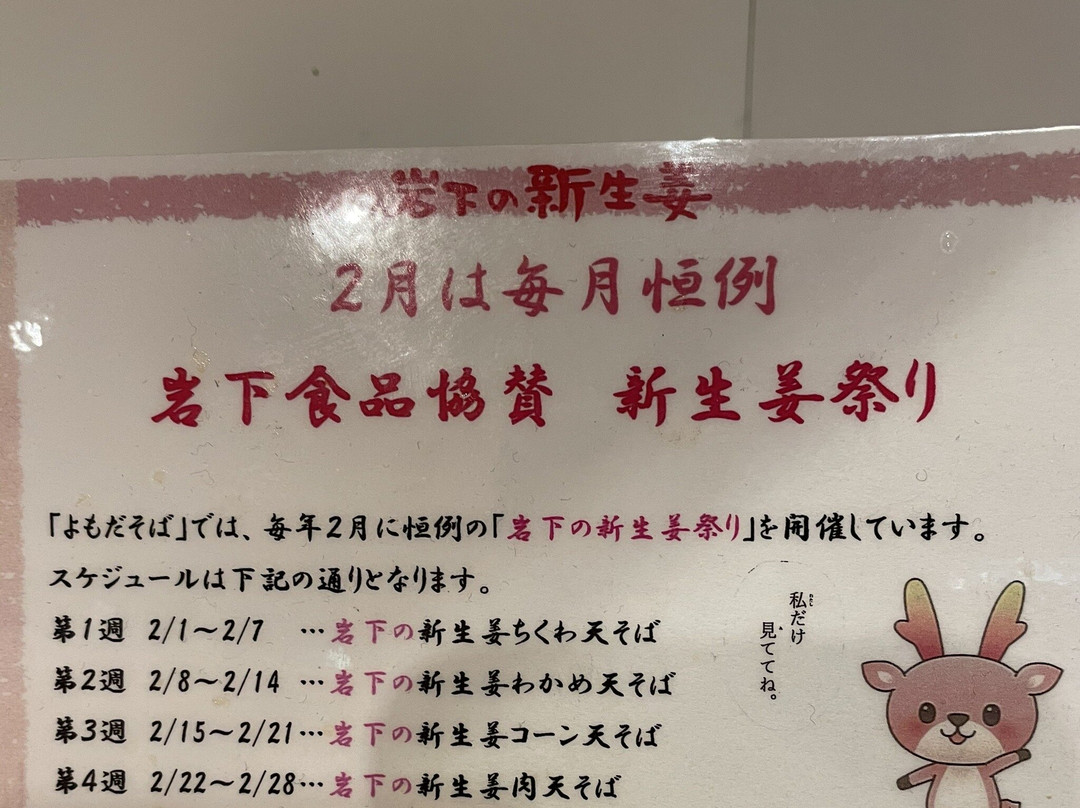 岩下の新生姜
2月は毎月恒例
岩下食品協賛 新生姜祭り
「よもだそば」では、毎年2月に恒例の「岩下の新生姜祭り」を開催しています。
スケジュールは下記の通りとなります。
第1週 2/1～2/7 …岩下の新生姜ちくわ天そば
第2週 2/8～2/14 …岩下の新生姜わかめ天そば
第3週 2/15～2/21…岩下の新生姜コーン天そば
第4週 2/22～2/28…岩下の新生姜肉天そば
私だけ
見ててね。